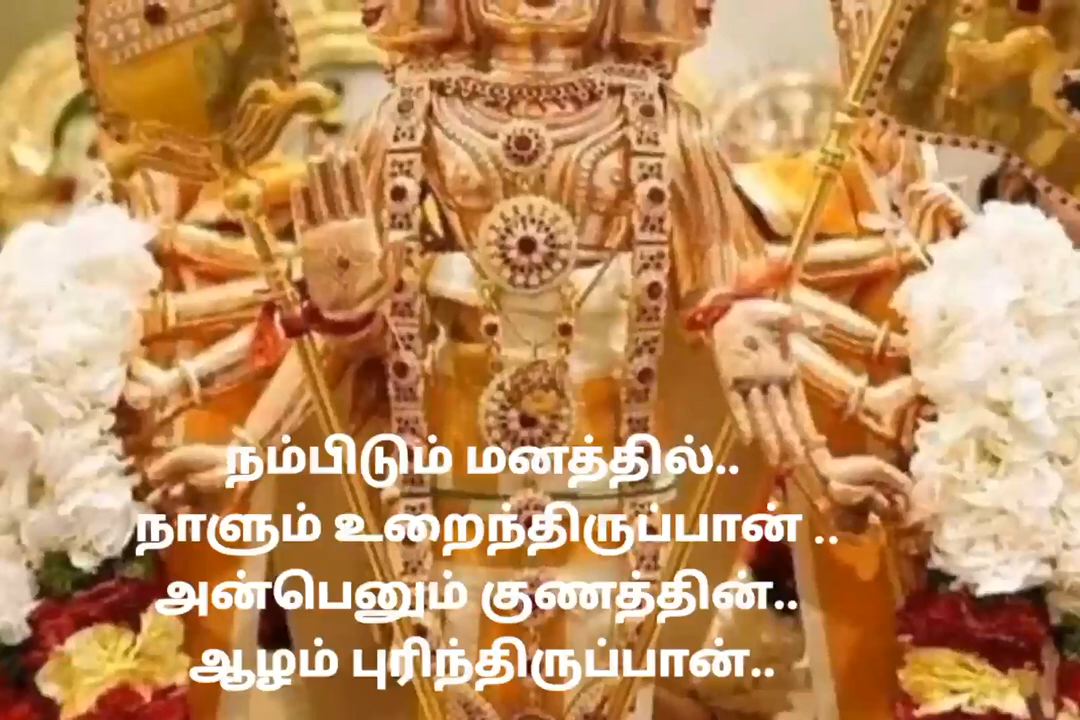 நம்பிடும் மனத்தில்..
நாளும் உறைந்திருப்பான் ..
அன்பெனும் குணத்தின்..
ஆழம் புரிந்திருப்பான்..